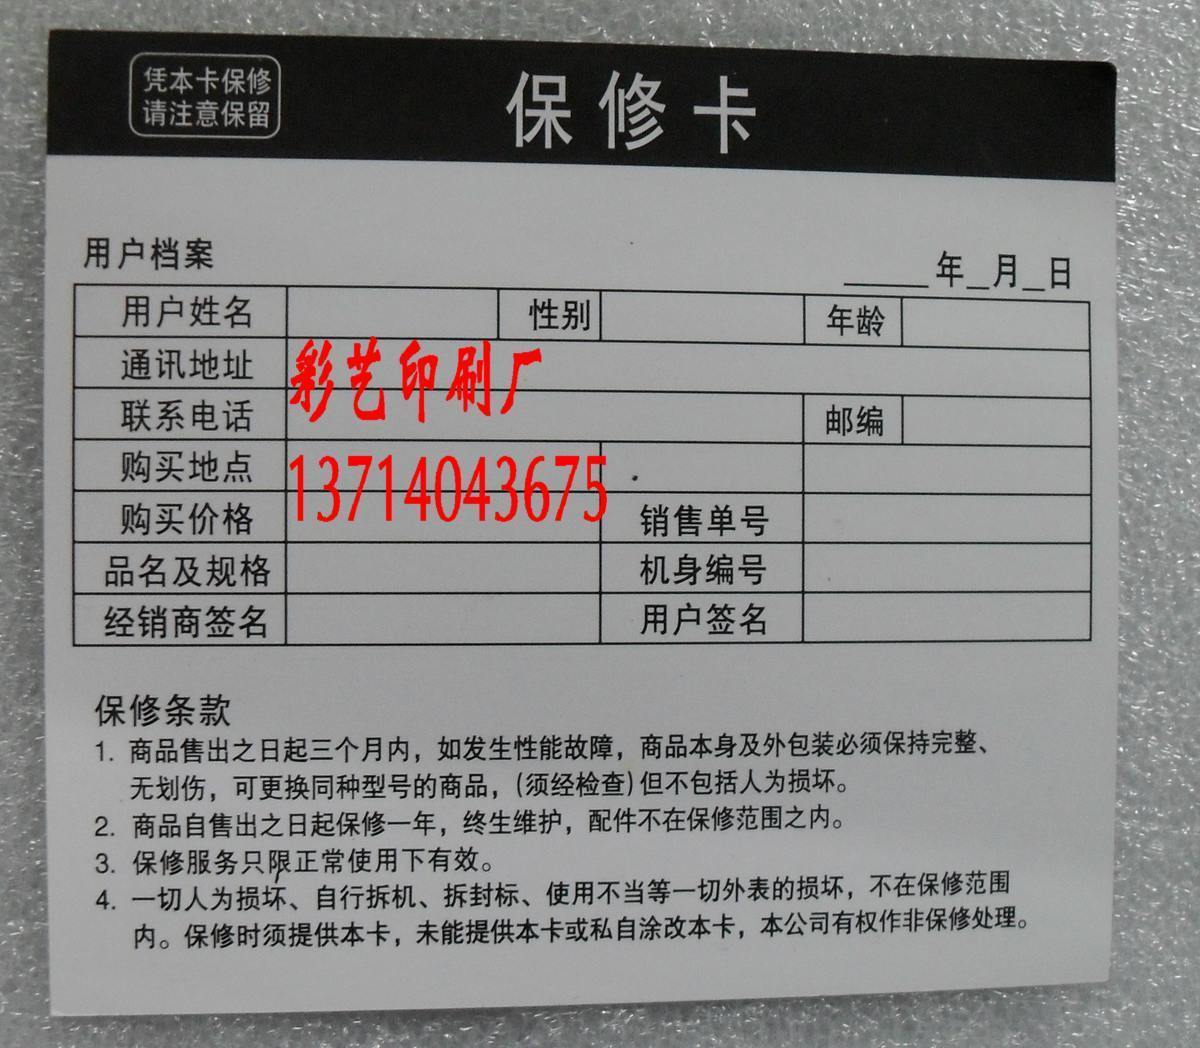 凭本卡保修
请注意保留
保修卡
用户档案
_____年_月_日
用户姓名 性别 年龄
通讯地址
彩艺印刷厂
联系电话 邮编
购买地点
13714043675
购买价格 销售单号
品名及规格 机身编号
经销商签名 用户签名
保修条款
1. 商品售出之日起三个月内，如发生性能故障，商品本身及外包装必须保持完整、
无划伤，可更换同种型号的商品，(须经检查)但不包括人为损坏。
2. 商品自售出之日起保修一年，终生维护，配件不在保修范围之内。
3. 保修服务只限正常使用下有效。
4. 一切人为损坏、自行拆机、拆封标、使用不当等一切外表的损坏，不在保修范围
内。保修时须提供本卡，未能提供本卡或私自涂改本卡，本公司有权作非保修处理。